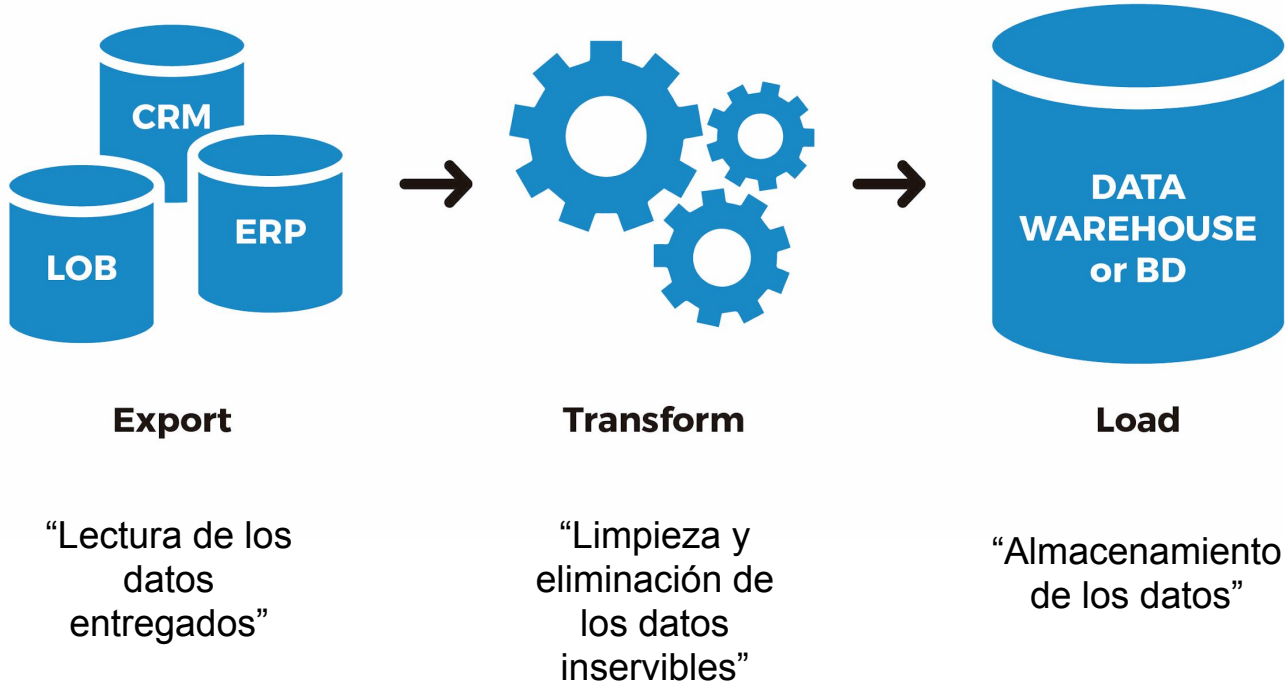 CRM
ERP
LOB
DATA
WAREHOUSE
or BD
Export
Transform
Load
“Lectura de los
datos
entregados”
“Limpieza y
eliminación de
los datos
inservibles”
“Almacenamiento
de los datos”